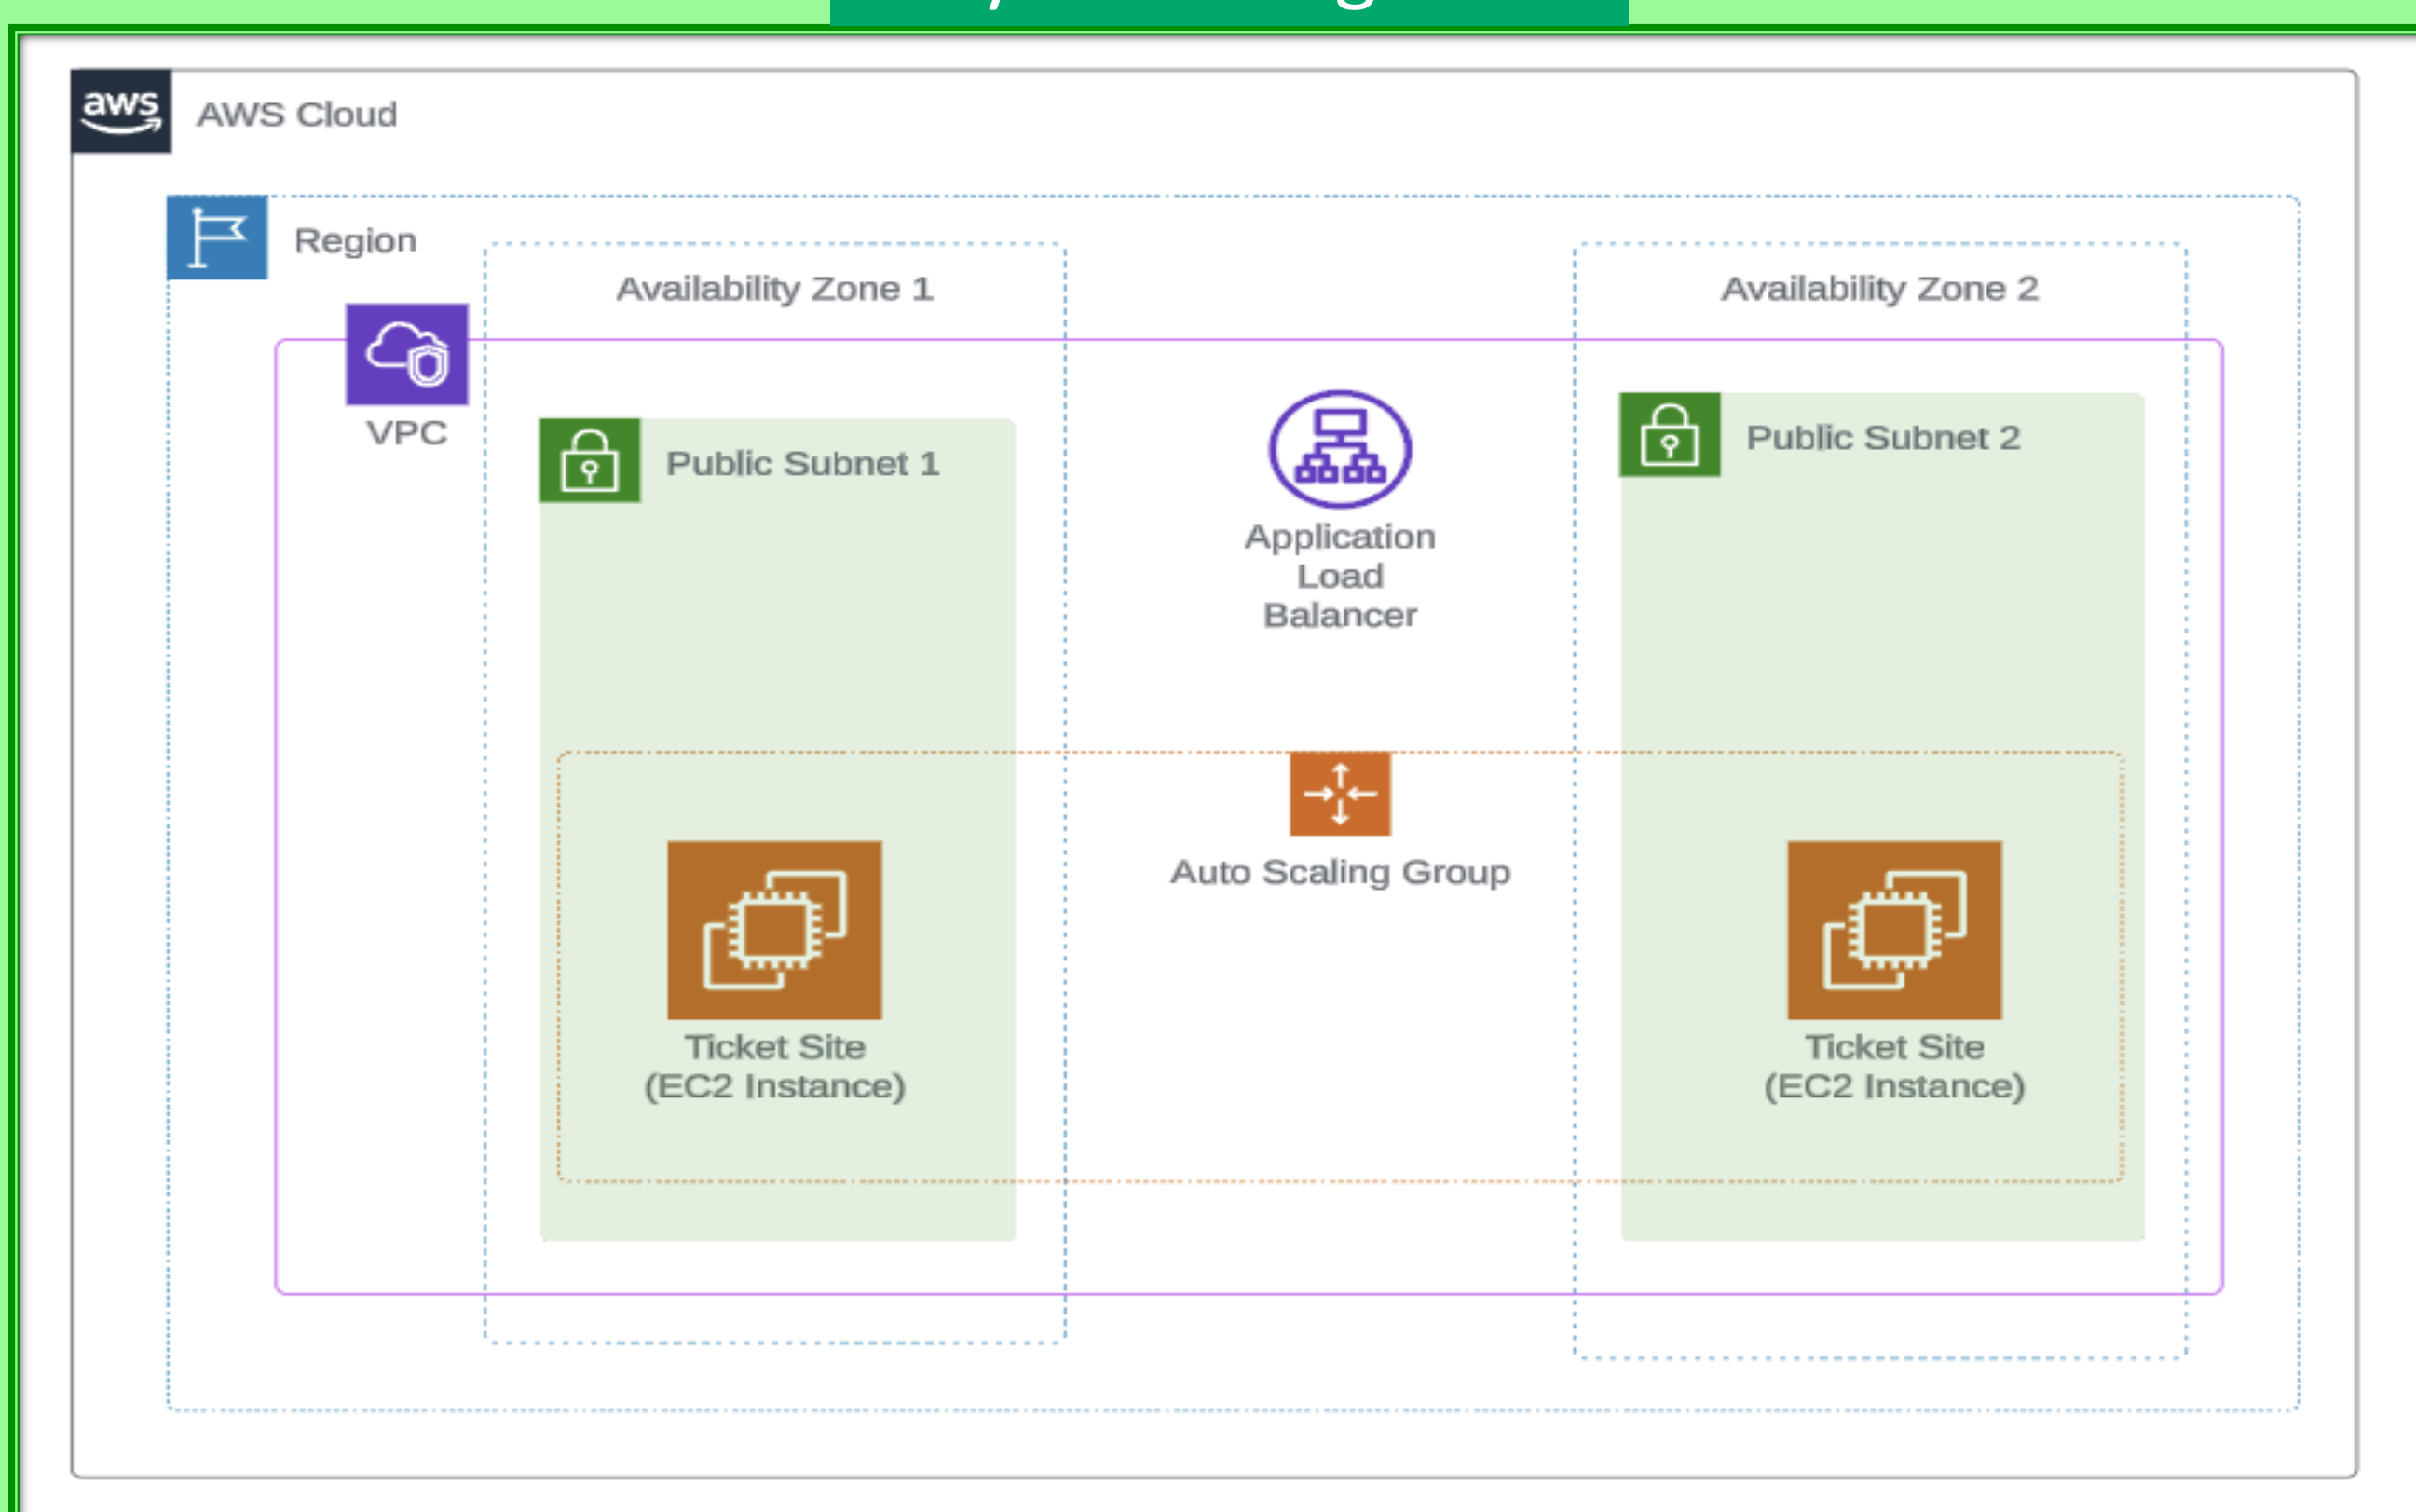 aws
AWS Cloud
Region
Availability Zone 1
Availability Zone 2
VPC
Public Subnet 1
Public Subnet 2
Application
Load
Balancer
Auto Scaling Group
Ticket Site
(EC2 Instance)
Ticket Site
(EC2 Instance)